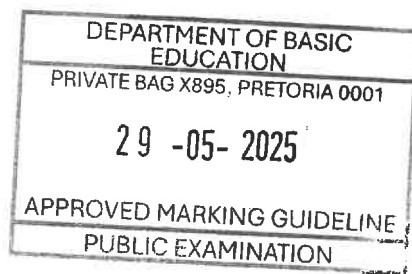 DEPARTMENT OF BASIC
EDUCATION
PRIVATE BAG X895, PRETORIA 0001
29 -05- 2025
APPROVED MARKING GUIDELINE
PUBLIC EXAMINATION